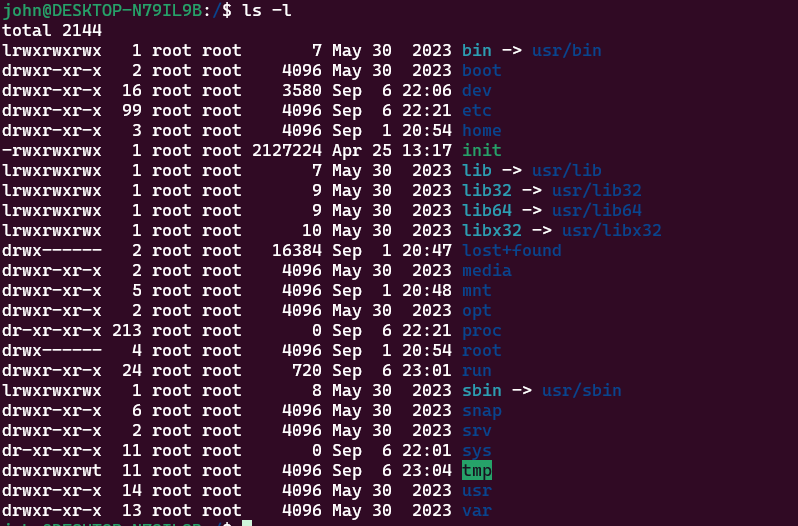 john@DESKTOP-N79IL9B:/$ ls -l
total 2144
lrwxrwxrwx   1 root root       7 May 30  2023 bin -> usr/bin
drwxr-xr-x   2 root root    4096 May 30  2023 boot
drwxr-xr-x  16 root root    3580 Sep  6 22:06 dev
drwxr-xr-x  99 root root    4096 Sep  6 22:21 etc
drwxr-xr-x   3 root root    4096 Sep  1 20:54 home
-rwxrwxrwx   1 root root 2127224 Apr 25 13:17 init
lrwxrwxrwx   1 root root       7 May 30  2023 lib -> usr/lib
lrwxrwxrwx   1 root root       9 May 30  2023 lib32 -> usr/lib32
lrwxrwxrwx   1 root root       9 May 30  2023 lib64 -> usr/lib64
lrwxrwxrwx   1 root root      10 May 30  2023 libx32 -> usr/libx32
drwx------   2 root root   16384 Sep  1 20:47 lost+found
drwxr-xr-x   2 root root    4096 May 30  2023 media
drwxr-xr-x   5 root root    4096 Sep  1 20:48 mnt
drwxr-xr-x   2 root root    4096 May 30  2023 opt
dr-xr-xr-x 213 root root       0 Sep  6 22:21 proc
drwx------   4 root root    4096 Sep  1 20:54 root
drwxr-xr-x  24 root root     720 Sep  6 23:01 run
lrwxrwxrwx   1 root root       8 May 30  2023 sbin -> usr/sbin
drwxr-xr-x   6 root root    4096 May 30  2023 snap
drwxr-xr-x   2 root root    4096 May 30  2023 srv
dr-xr-xr-x  11 root root       0 Sep  6 22:01 sys
drwxrwxrwt  11 root root    4096 Sep  6 23:04 tmp
drwxr-xr-x  14 root root    4096 May 30  2023 usr
drwxr-xr-x  13 root root    4096 May 30  2023 var
john@DESKTOP-N79IL9B:/$